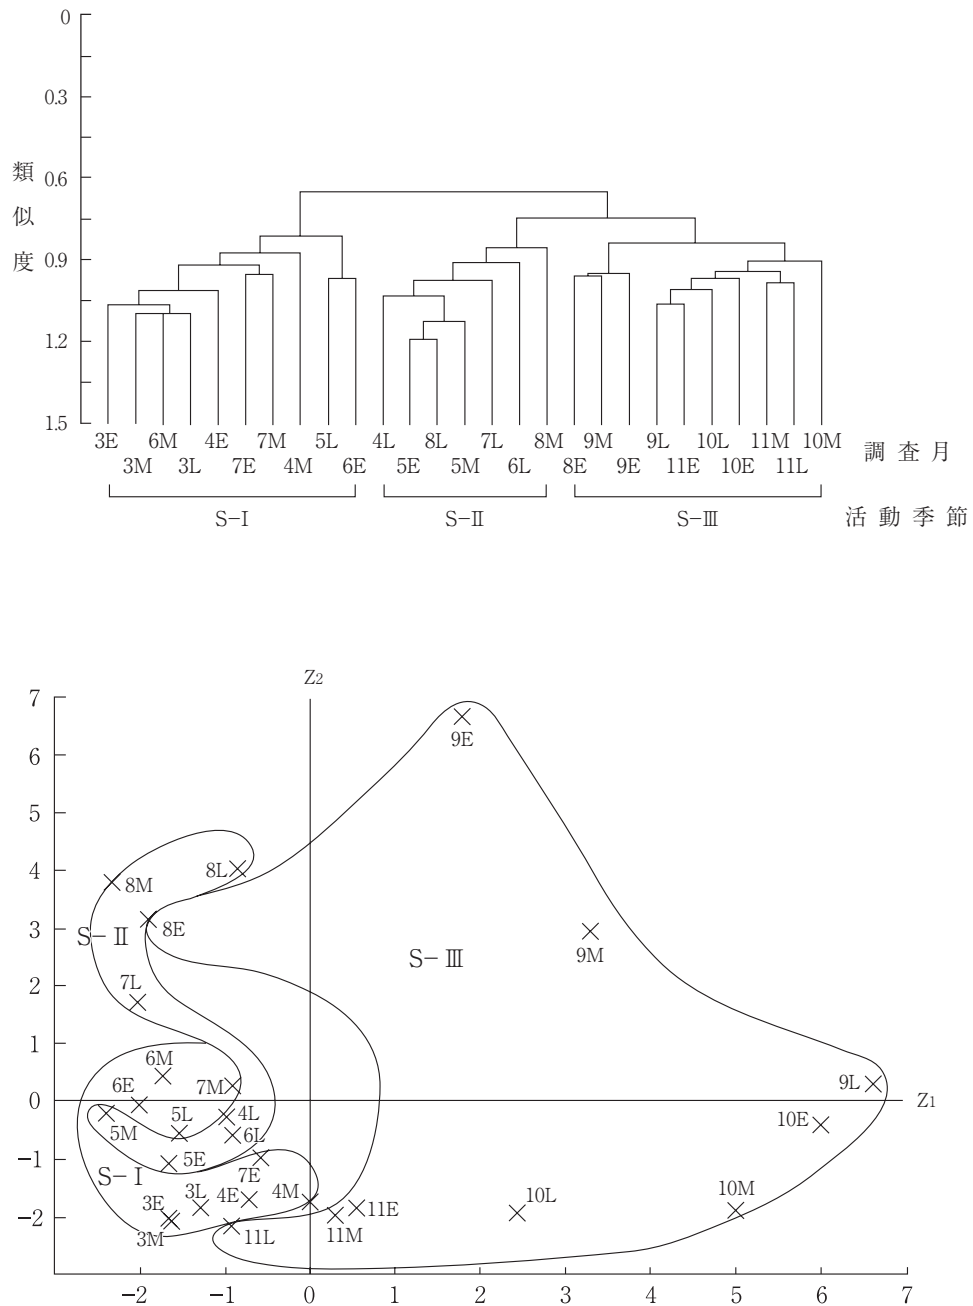 0
0.3
0.6
0.9
1.2
1.5
類似度
3E 6M 4E 7M 5L 4L 8L 7L 8M 9M 9L 10L 11M 10M
3M 3L 7E 4M 6E 5E 5M 6L 8E 9E 11E 10E 11L
調査月
S-Ⅰ S-Ⅱ S-Ⅲ
活動季節
Z2
7
9E
6
5
4
8L
8M
3
8E
S-Ⅱ
S-Ⅲ
9M
7L
2
1
6M
6E
7M
9L
0
Z1
5M
5L
4L
6L
10E
-1
5E
7E
S-Ⅰ
3L
4E
4M
3E
10L
10M
11E
-2
3M
11L
11M
-2 -1 0 1 2 3 4 5 6 7